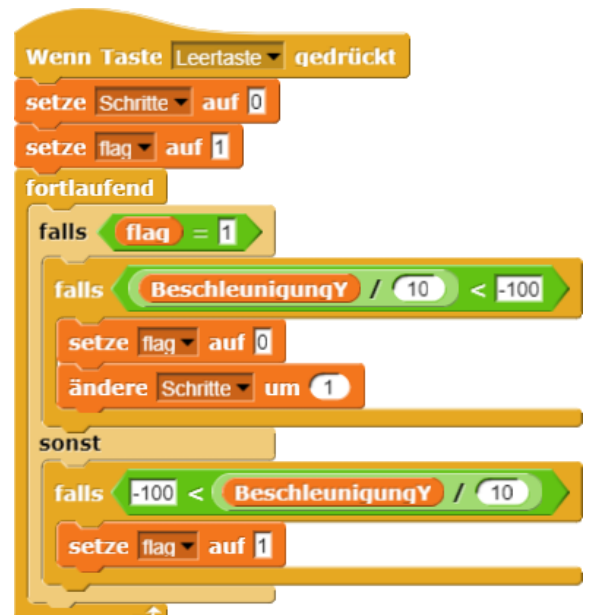 Wenn Taste Leertaste gedrückt
setze Schritte auf 0
setze flag auf 1
fortlaufend
falls flag = 1
falls BeschleunigungY / 10 < -100
setze flag auf 0
ändere Schritte um 1
sonst
falls -100 < BeschleunigungY / 10
setze flag auf 1